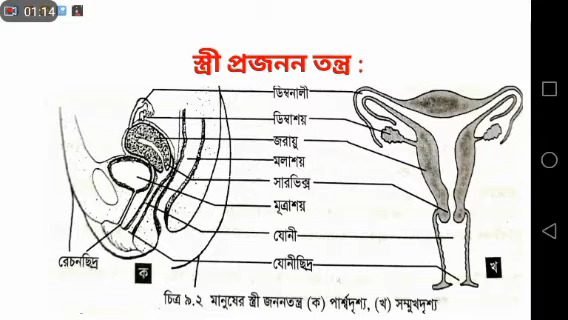 01:14
স্ত্রী প্রজনন তন্ত্র :
ডিম্বনালী
ডিম্বাশয়
জরায়ু
মলাশয়
সারভিক্স
মূত্রাশয়
যোনী
যোনীছিদ্র
রেচনছিদ্র
ক
খ
চিত্র ৯.২ মানুষের স্ত্রী জননতন্ত্র (ক) পার্শ্বদৃশ্য, (খ) সম্মুখদৃশ্য